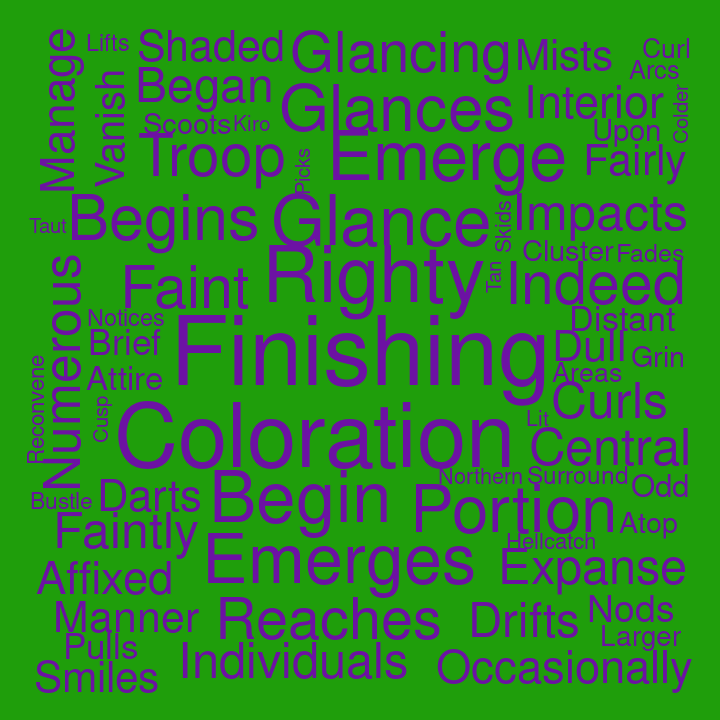 Manage
Lifts
Shaded
Glancing
Mists
Curl
Arcs
Vanish
Began
Glances
Interior
Colder
Scoots
Kiro
Upon
Troop
Emerge
Fairly
Picks
Taut
Begins
Glance
Skids
Impacts
Cluster
Fades
Numerous
Faint
Righty
Tan
Indeed
Notices
Distant
Brief
Finishing
Dull
Grin
Reconvene
Attire
Areas
Cusp
Coloration
Lit
Curls
Central
Northern
Surround
Odd
Bustle
Darts
Begin
Portion
Atop
Faintly
Hellcatch
Affixed
Emerges
Expanse
Manner
Reaches
Drifts
Nods
Larger
Pulls
Smiles
Individuals
Occasionally